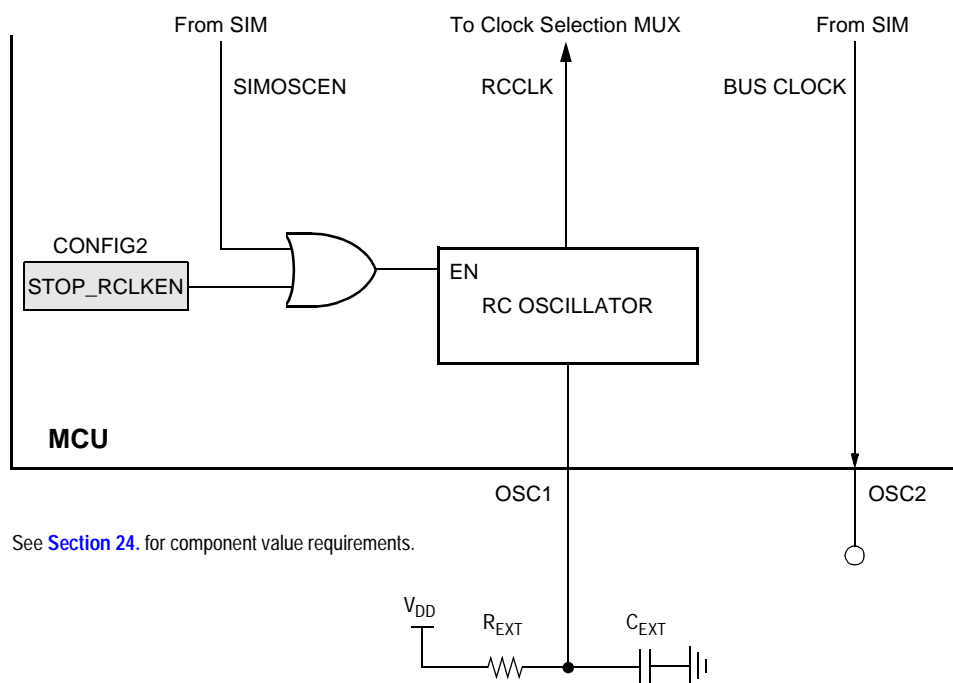 From SIM
To Clock Selection MUX
From SIM
SIMOSCEN
RCCLK
BUS CLOCK
CONFIG2
STOP_RCLKEN
EN
RC OSCILLATOR
MCU
OSC1
OSC2
See Section 24. for component value requirements.
VDD
REXT
CEXT